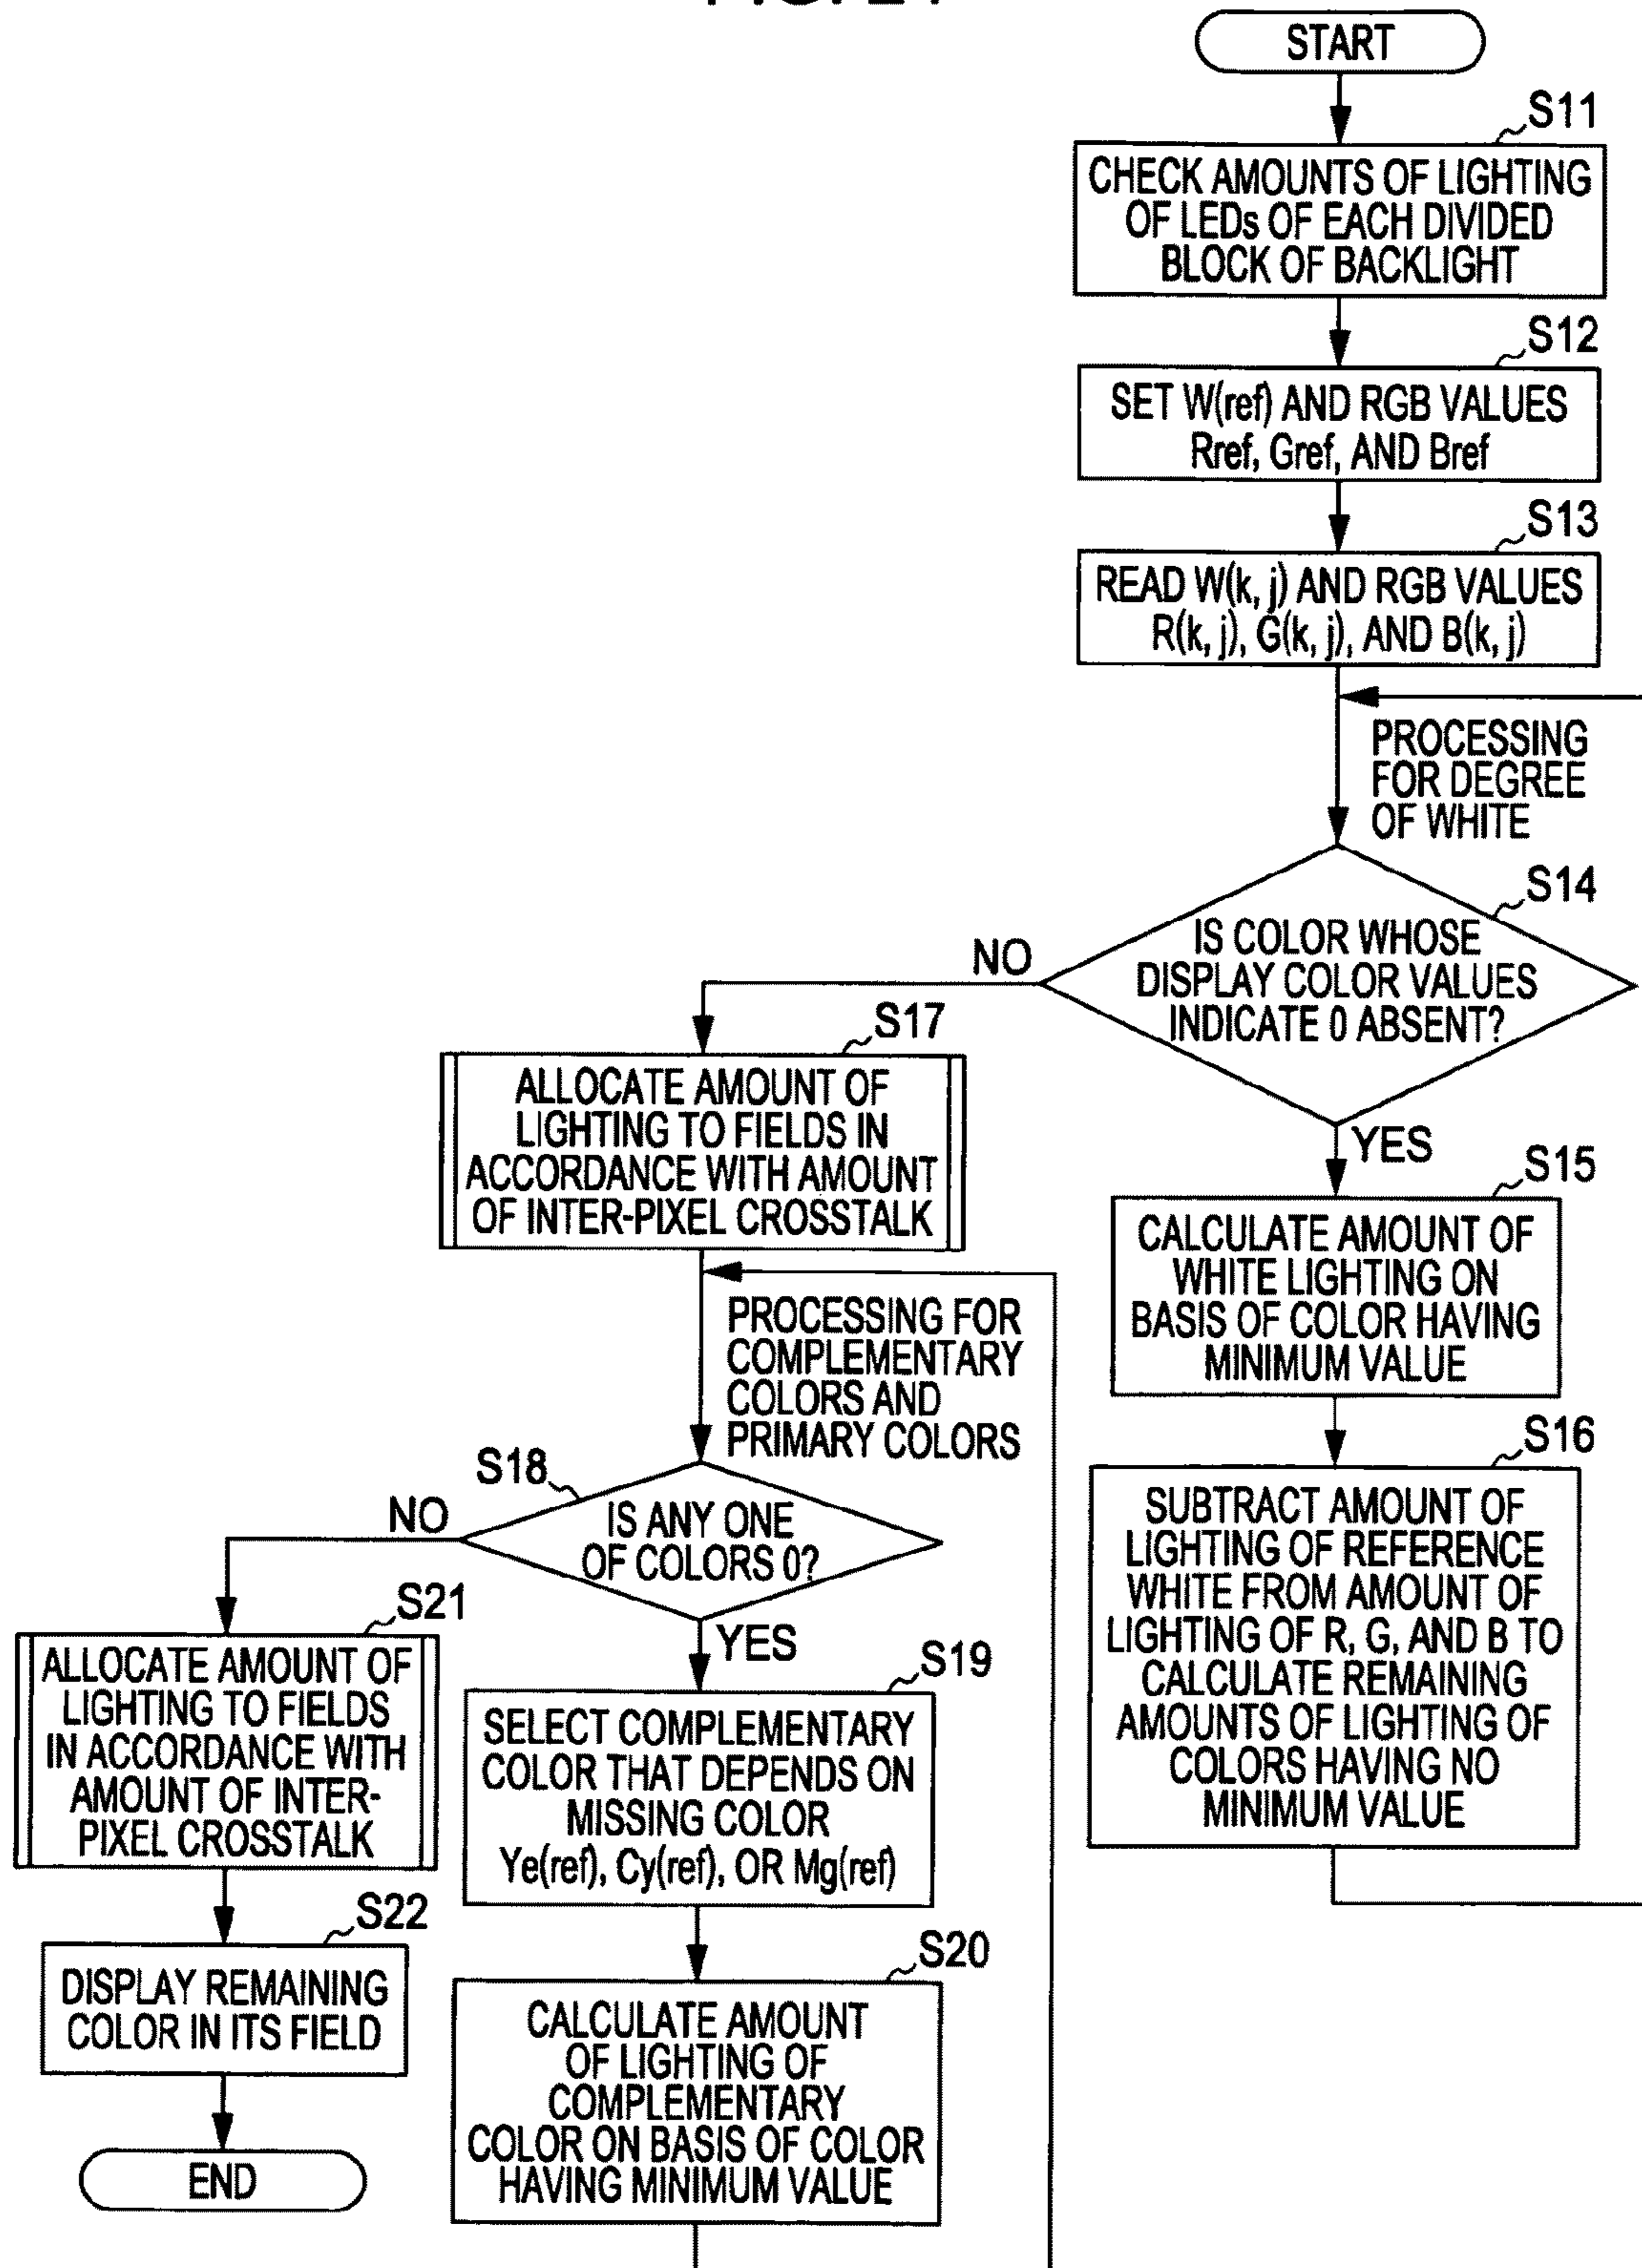 START
S11
CHECK AMOUNTS OF LIGHTING
OF LEDs OF EACH DIVIDED
BLOCK OF BACKLIGHT
S12
SET W(ref) AND RGB VALUES
Rref, Gref, AND Bref
S13
READ W(k, j) AND RGB VALUES
R(k, j), G(k, j), AND B(k, j)
PROCESSING
FOR DEGREE
OF WHITE
S14
IS COLOR WHOSE
DISPLAY COLOR VALUES
INDICATE 0 ABSENT?
NO
YES
S15
CALCULATE AMOUNT OF
WHITE LIGHTING ON
BASIS OF COLOR HAVING
MINIMUM VALUE
S16
SUBTRACT AMOUNT OF
LIGHTING OF REFERENCE
WHITE FROM AMOUNT OF
LIGHTING OF R, G, AND B TO
CALCULATE REMAINING
AMOUNTS OF LIGHTING OF
COLORS HAVING NO
MINIMUM VALUE
S17
ALLOCATE AMOUNT OF
LIGHTING TO FIELDS IN
ACCORDANCE WITH AMOUNT
OF INTER-PIXEL CROSSTALK
PROCESSING FOR
COMPLEMENTARY
COLORS AND
PRIMARY COLORS
S18
IS ANY ONE
OF COLORS 0?
NO
YES
S19
SELECT COMPLEMENTARY
COLOR THAT DEPENDS ON
MISSING COLOR
Ye(ref), Cy(ref), OR Mg(ref)
S20
CALCULATE AMOUNT
OF LIGHTING OF
COMPLEMENTARY
COLOR ON BASIS OF COLOR
HAVING MINIMUM VALUE
S21
ALLOCATE AMOUNT OF
LIGHTING TO FIELDS
IN ACCORDANCE WITH
AMOUNT OF INTER-
PIXEL CROSSTALK
S22
DISPLAY REMAINING
COLOR IN ITS FIELD
END